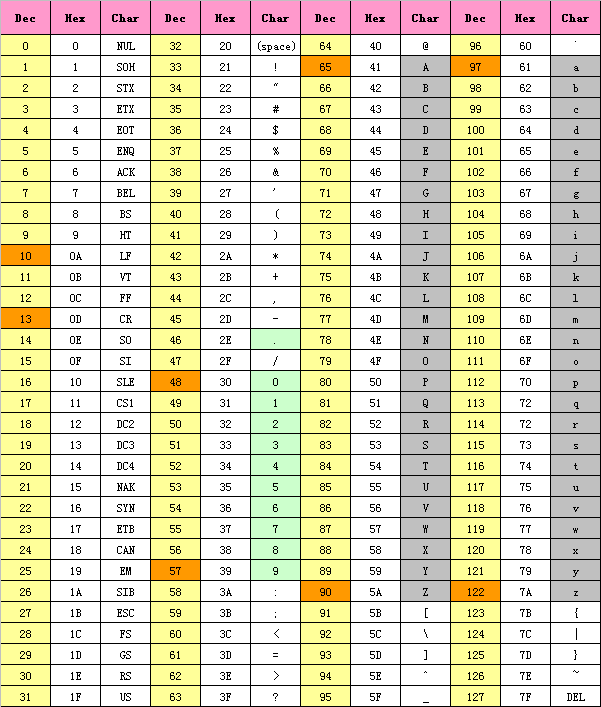 Dec Hex Char Dec Hex Char Dec Hex Char Dec Hex Char
0 0 NUL 32 20 (space) 64 40 @ 96 60 `
1 1 SOH 33 21 ! 65 41 A 97 61 a
2 2 STX 34 22 " 66 42 B 98 62 b
3 3 ETX 35 23 # 67 43 C 99 63 c
4 4 EOT 36 24 $ 68 44 D 100 64 d
5 5 ENQ 37 25 % 69 45 E 101 65 e
6 6 ACK 38 26 & 70 46 F 102 66 f
7 7 BEL 39 27 ' 71 47 G 103 67 g
8 8 BS 40 28 ( 72 48 H 104 68 h
9 9 HT 41 29 ) 73 49 I 105 69 i
10 0A LF 42 2A * 74 4A J 106 6A j
11 0B VT 43 2B + 75 4B K 107 6B k
12 0C FF 44 2C , 76 4C L 108 6C l
13 0D CR 45 2D - 77 4D M 109 6D m
14 0E SO 46 2E . 78 4E N 110 6E n
15 0F SI 47 2F / 79 4F O 111 6F o
16 10 SLE 48 30 0 80 50 P 112 70 p
17 11 CS1 49 31 1 81 51 Q 113 72 q
18 12 DC2 50 32 2 82 52 R 114 72 r
19 13 DC3 51 33 3 83 53 S 115 73 s
20 14 DC4 52 34 4 84 54 T 116 74 t
21 15 NAK 53 35 5 85 55 U 117 75 u
22 16 SYN 54 36 6 86 56 V 118 76 v
23 17 ETB 55 37 7 87 57 W 119 77 w
24 18 CAN 56 38 8 88 58 X 120 78 x
25 19 EM 57 39 9 89 59 Y 121 79 y
26 1A SIB 58 3A : 90 5A Z 122 7A z
27 1B ESC 59 3B ; 91 5B [ 123 7B {
28 1C FS 60 3C < 92 5C \ 124 7C |
29 1D GS 61 3D = 93 5D ] 125 7D }
30 1E RS 62 3E > 94 5E ^ 126 7E ~
31 1F US 63 3F ? 95 5F _ 127 7F DEL